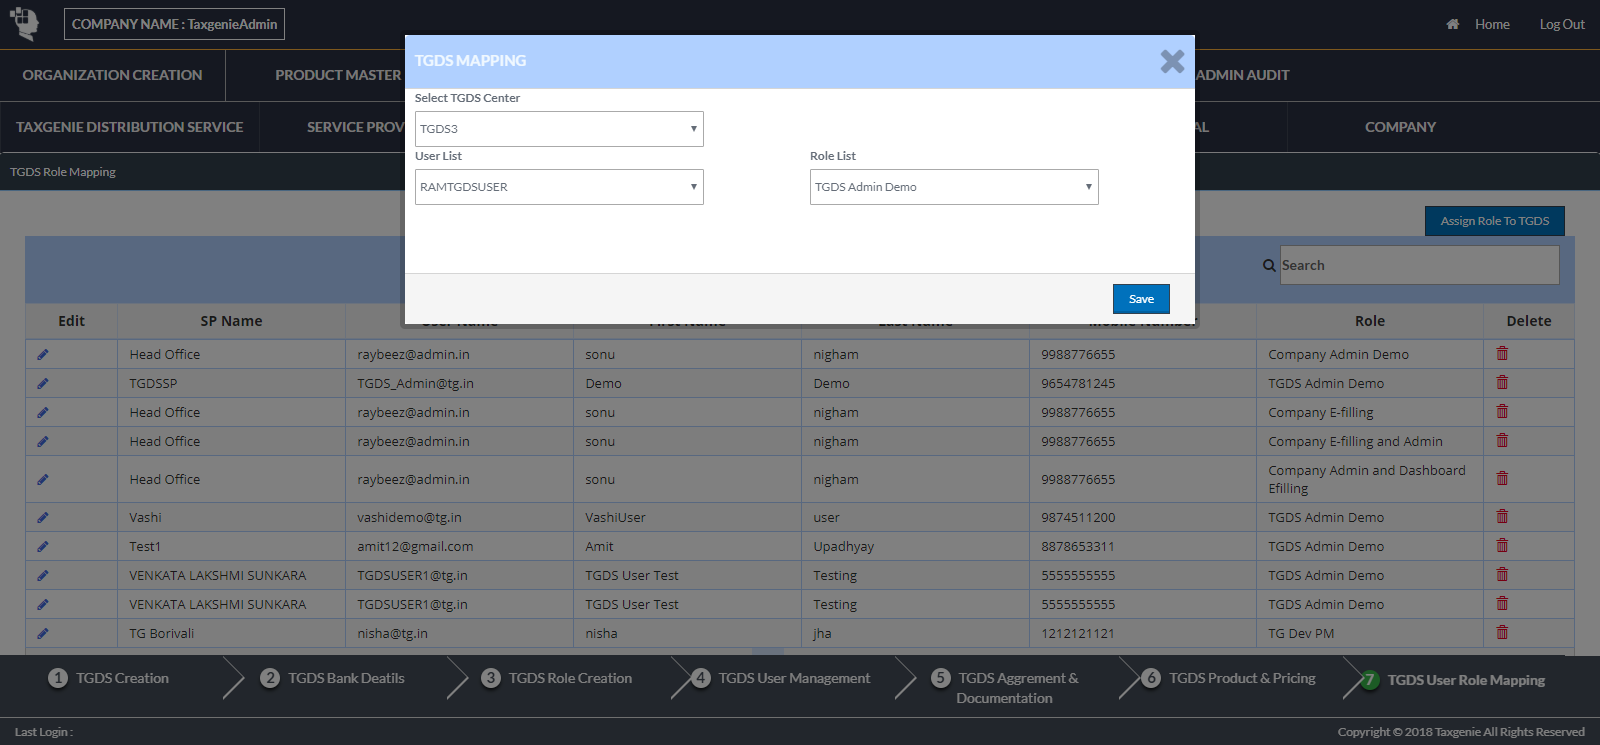 COMPANY NAME : TaxgenieAdmin
Home
Log Out
ORGANIZATION CREATION
PRODUCT MASTER
ADMIN AUDIT
TAXGENIE DISTRIBUTION SERVICE
SERVICE PROV
AL
COMPANY
TGDS Role Mapping
TGDS MAPPING
Select TGDS Center
TGDS3
User List
Role List
RAMTGDSUSER
TGDS Admin Demo
Save
Assign Role To TGDS
Search
Edit SP Name User Name First Name Last Name Mobile Number Role Delete
Head Office raybeez@admin.in sonu nigham 9988776655 Company Admin Demo
TGDSSP TGDS_Admin@tg.in Demo Demo 9654781245 TGDS Admin Demo
Head Office raybeez@admin.in sonu nigham 9988776655 Company E-filling
Head Office raybeez@admin.in sonu nigham 9988776655 Company E-filling and Admin
Head Office raybeez@admin.in sonu nigham 9988776655 Company Admin and Dashboard
Efilling
Vashi vashidemo@tg.in VashiUser user 9874511200 TGDS Admin Demo
Test1 amit12@gmail.com Amit Upadhyay 8878653311 TGDS Admin Demo
VENKATA LAKSHMI SUNKARA TGDSUSER1@tg.in TGDS User Test Testing 5555555555 TGDS Admin Demo
VENKATA LAKSHMI SUNKARA TGDSUSER1@tg.in TGDS User Test Testing 5555555555 TGDS Admin Demo
TG Borivali nisha@tg.in nisha jha 1212121121 TG Dev PM
1 TGDS Creation
2 TGDS Bank Deatils
3 TGDS Role Creation
4 TGDS User Management
5 TGDS Aggrement &
Documentation
6 TGDS Product & Pricing
7 TGDS User Role Mapping
Last Login :
Copyright © 2018 Taxgenie All Rights Reserved